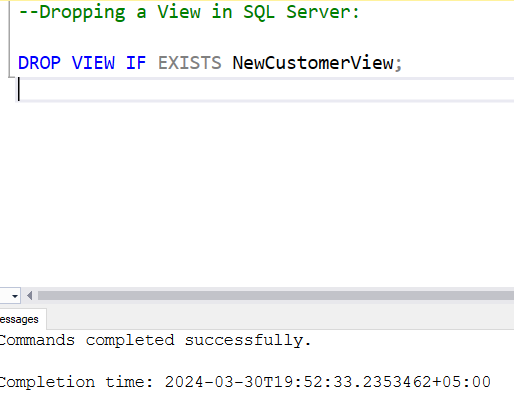 --Dropping a View in SQL Server:
DROP VIEW IF EXISTS NewCustomerView;
essages
Commands completed successfully.
Completion time: 2024-03-30T19:52:33.2353462+05:00